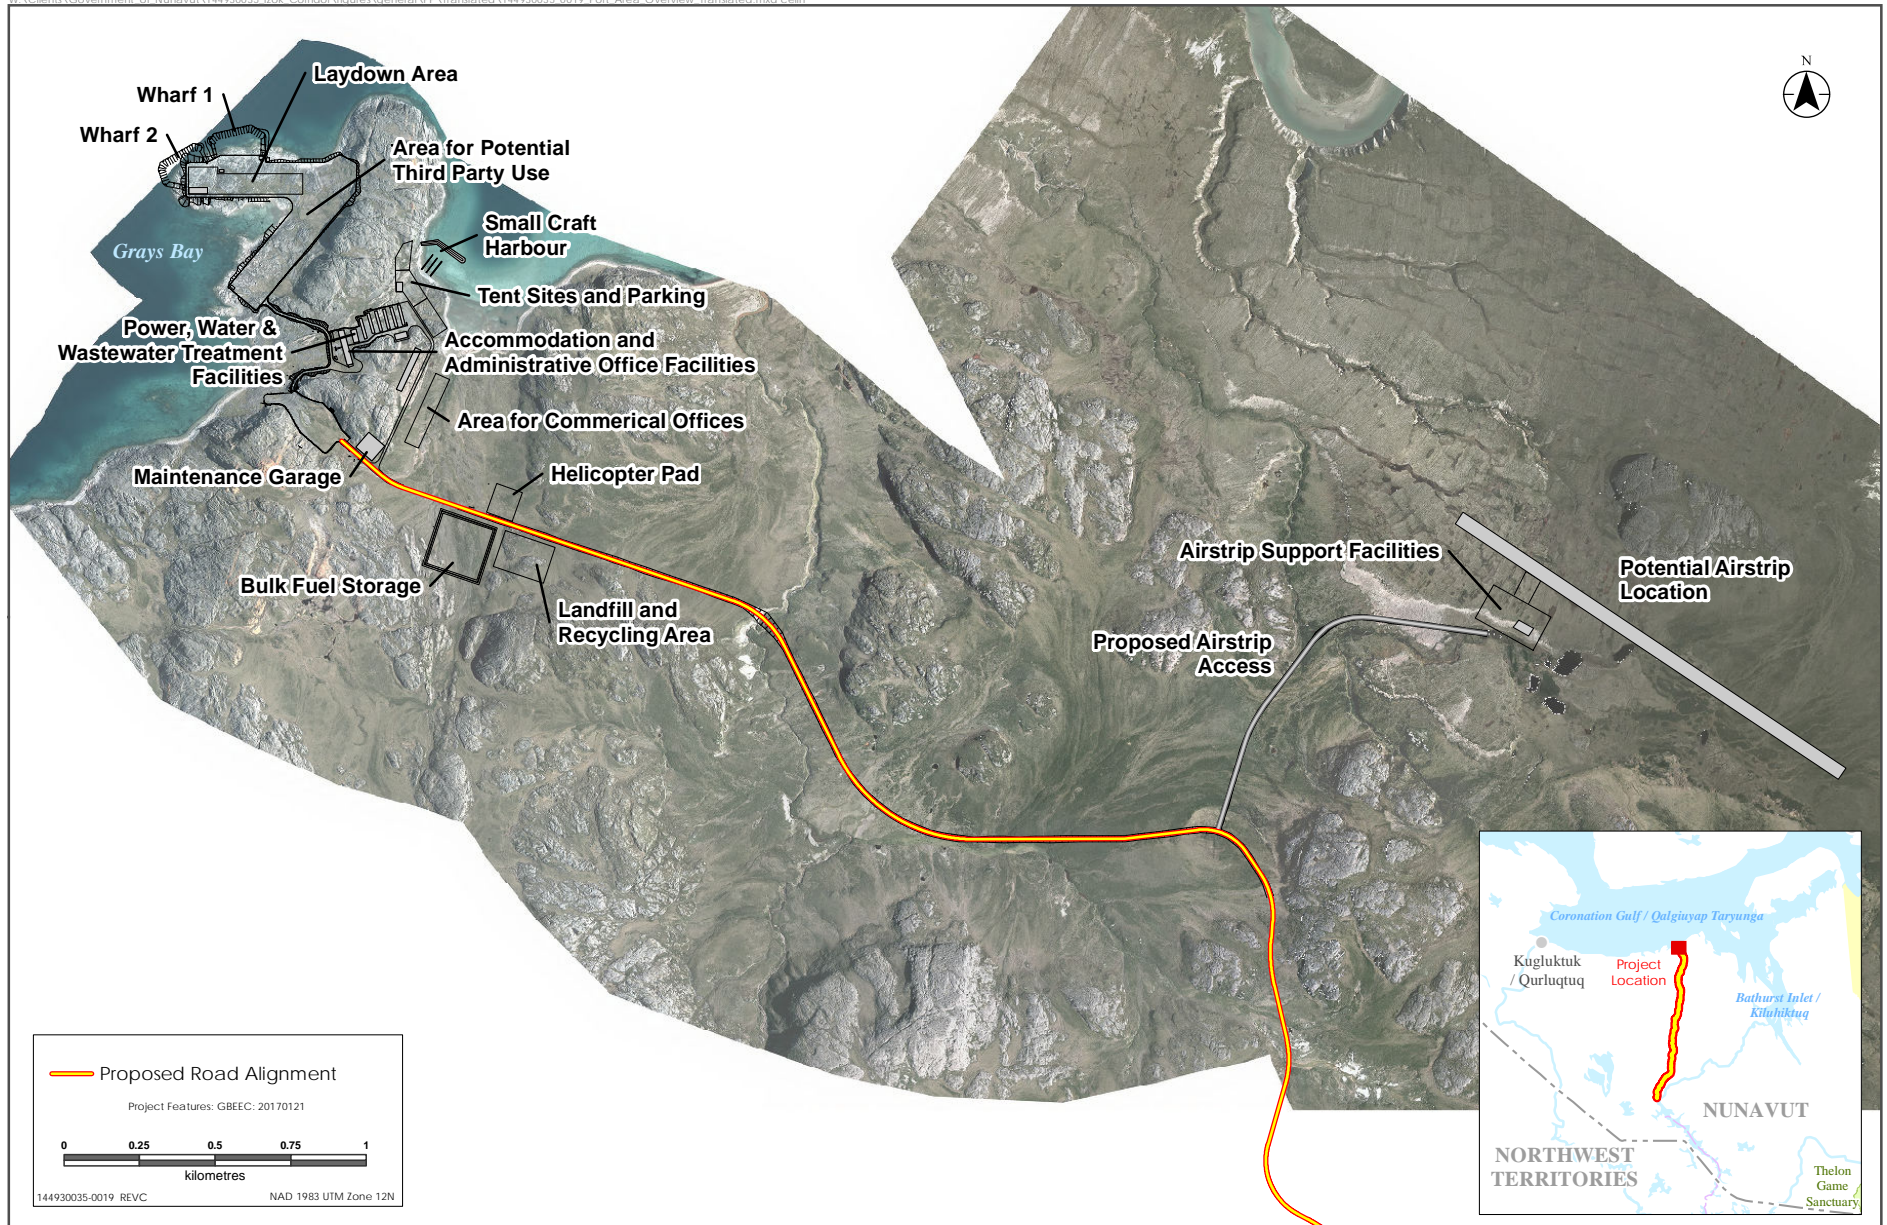 N
Laydown Area
Wharf 1
Wharf 2
Area for Potential
Third Party Use
Small Craft
Harbour
Grays Bay
Tent Sites and Parking
Power, Water &
Wastewater Treatment
Facilities
Accommodation and
Administrative Office Facilities
Area for Commerical Offices
Maintenance Garage
Helicopter Pad
Bulk Fuel Storage
Landfill and
Recycling Area
Airstrip Support Facilities
Potential Airstrip
Location
Proposed Airstrip
Access
Proposed Road Alignment
Project Features: GBEEC: 20170121
0 0.25 0.5 0.75 1
kilometres
144930035-0019 REVC NAD 1983 UTM Zone 12N
Coronation Gulf / Qalgiuyap Taryunga
Kugluktuk
/ Qurluqtuq
Project
Location
Bathurst Inlet /
Kiluhiktuq
NUNAVUT
NORTHWEST
TERRITORIES
Thelon
Game
Sanctuary